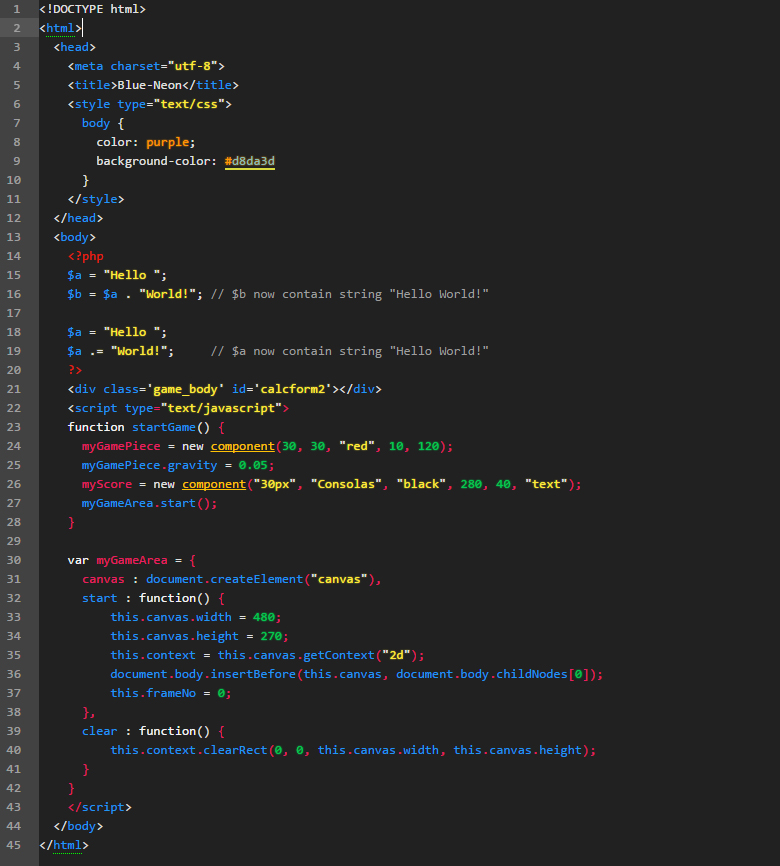 1 <!DOCTYPE html>
2 <html>
3   <head>
4     <meta charset="utf-8">
5     <title>Blue-Neon</title>
6     <style type="text/css">
7       body {
8         color: purple;
9         background-color: #d8da3d
10       }
11     </style>
12   </head>
13   <body>
14     <?php
15     $a = "Hello ";
16     $b = $a . "World!"; // $b now contain string "Hello World!"
17
18     $a = "Hello ";
19     $a .= "World!";     // $a now contain string "Hello World!"
20     ?>
21     <div class='game_body' id='calcform2'></div>
22     <script type="text/javascript">
23     function startGame() {
24       myGamePiece = new component(30, 30, "red", 10, 120);
25       myGamePiece.gravity = 0.05;
26       myScore = new component("30px", "Consolas", "black", 280, 40, "text");
27       myGameArea.start();
28     }
29
30     var myGameArea = {
31       canvas : document.createElement("canvas"),
32       start : function() {
33           this.canvas.width = 480;
34           this.canvas.height = 270;
35           this.context = this.canvas.getContext("2d");
36           document.body.insertBefore(this.canvas, document.body.childNodes[0]);
37           this.frameNo = 0;
38       },
39       clear : function() {
40           this.context.clearRect(0, 0, this.canvas.width, this.canvas.height);
41       }
42     }
43     </script>
44   </body>
45 </html>